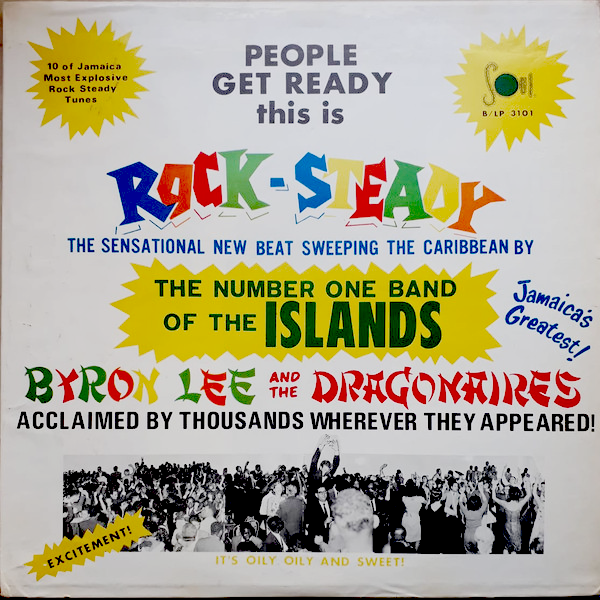 10 of Jamaica
Most Explosive
Rock Steady
Tunes
PEOPLE
GET READY
this is
B/LP 3101
ROCK-STEADY
THE SENSATIONAL NEW BEAT SWEEPING THE CARIBBEAN BY
THE NUMBER ONE BAND
OF THE ISLANDS
Jamaica's
Greatest!
BYRON LEE AND THE DRAGONAIRES
ACCLAIMED BY THOUSANDS WHEREVER THEY APPEARED!
EXCITEMENT!
IT'S OILY OILY AND SWEET!